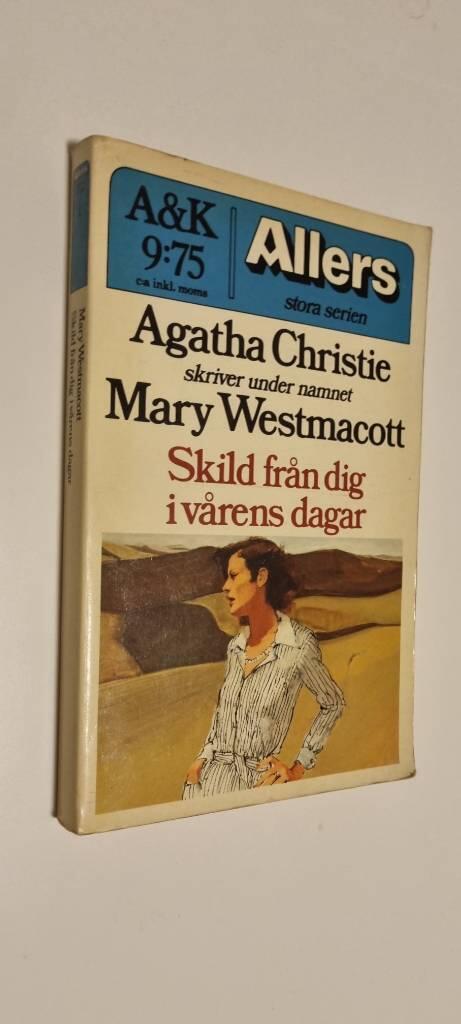 A&K
9:75
c:a inkl. moms
Allers
stora serien
Agatha Christie
skriver under namnet
Mary Westmacott
Skild från dig
i vårens dagar
Mary Westmacott
Skild från dig i vårens dagar